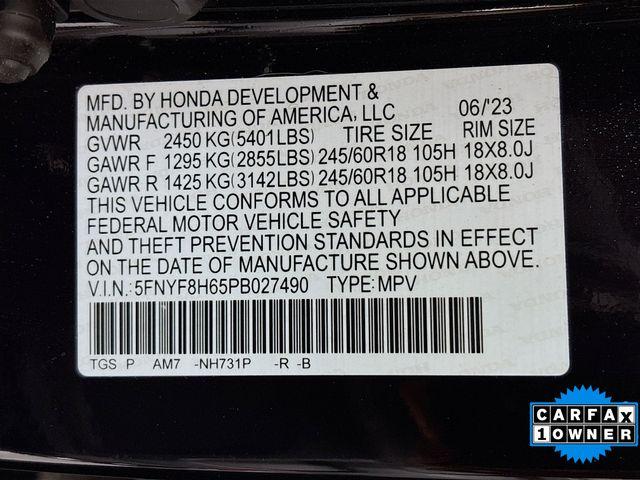 MFD. BY HONDA DEVELOPMENT &
MANUFACTURING OF AMERICA, LLC 06/'23
GVWR 2450 KG(5401LBS) TIRE SIZE RIM SIZE
GAWR F 1295 KG(2855LBS) 245/60R18 105H 18X8.0J
GAWR R 1425 KG(3142LBS) 245/60R18 105H 18X8.0J
THIS VEHICLE CONFORMS TO ALL APPLICABLE
FEDERAL MOTOR VEHICLE SAFETY
AND THEFT PREVENTION STANDARDS IN EFFECT
ON THE DATE OF MANUFACTURE SHOWN ABOVE.
V.I.N.:5FNYF8H65PB027490 TYPE:MPV
TGS P AM7 -NH731P -R -B
CARFAX
1 OWNER